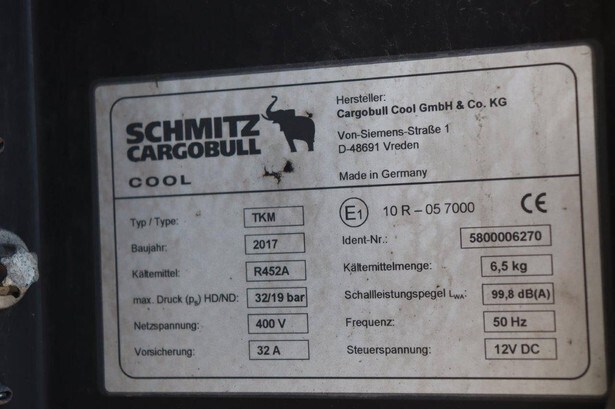 SCHMITZ
CARGOBULL
COOL
Hersteller:
Cargobull Cool GmbH & Co. KG
Von-Siemens-Straße 1
D-48691 Vreden
Made in Germany
E1 10 R – 05 7000 CE
Typ / Type: TKM
Ident-Nr.: 5800006270
Baujahr: 2017
Kältemittelmenge: 6,5 kg
Kältemittel: R452A
Schallleistungspegel LWA: 99,8 dB(A)
max. Druck (ps) HD/ND: 32/19 bar
Frequenz: 50 Hz
Netzspannung: 400 V
Steuerspannung: 12V DC
Vorsicherung: 32 A